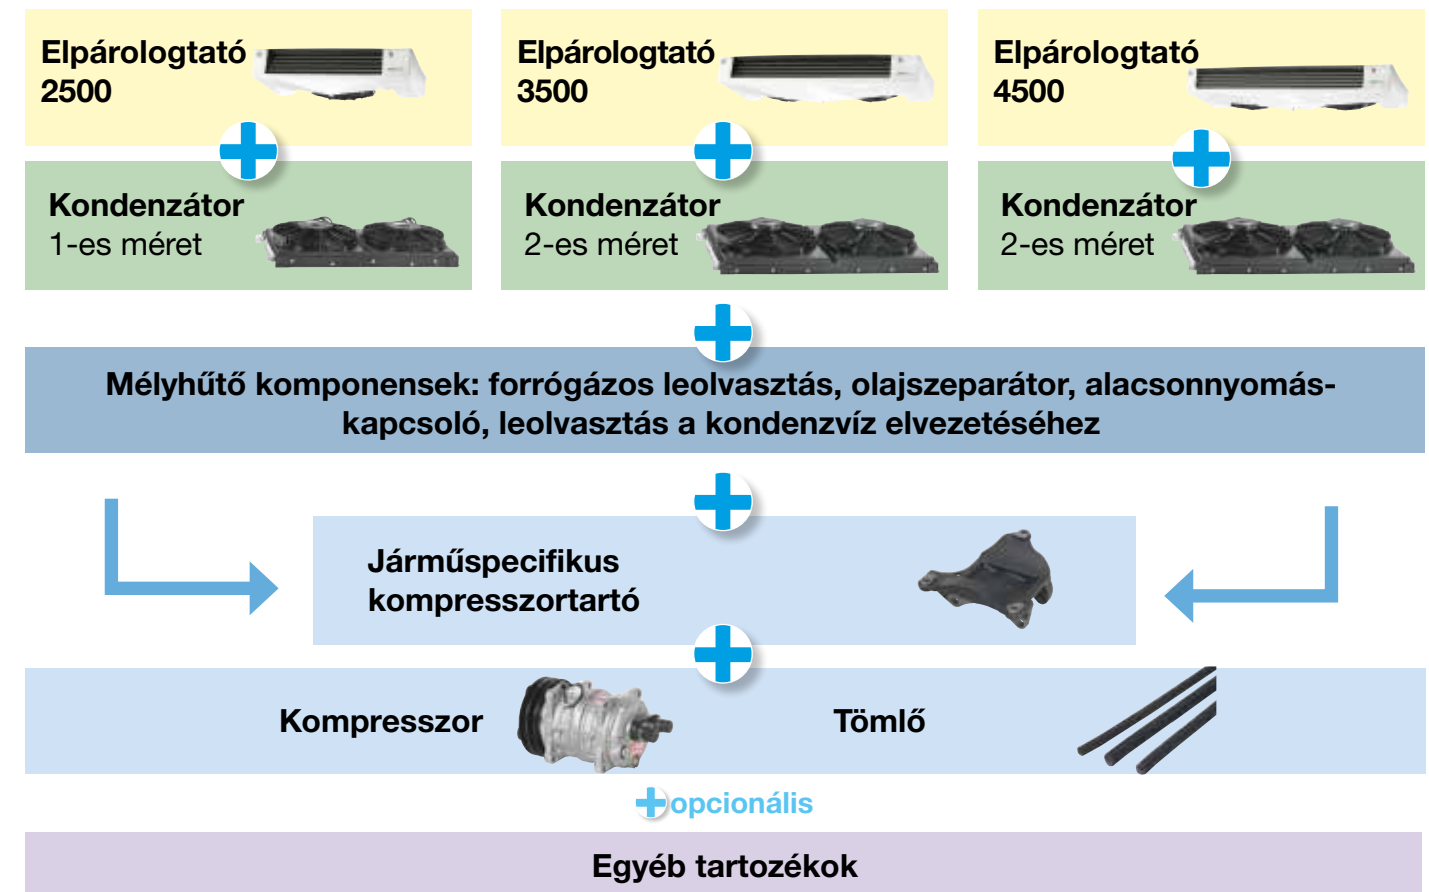 Elpárologtató
2500
Elpárologtató
3500
Elpárologtató
4500
Kondenzátor
1-es méret
Kondenzátor
2-es méret
Kondenzátor
2-es méret
Mélyhűtő komponensek: forrógázos leolvasztás, olajszeparátor, alacsonnyomás-
kapcsoló, leolvasztás a kondenzvíz elvezetéséhez
Járműspecifikus
kompresszortartó
Kompresszor
Tömlő
opcionális
Egyéb tartozékok